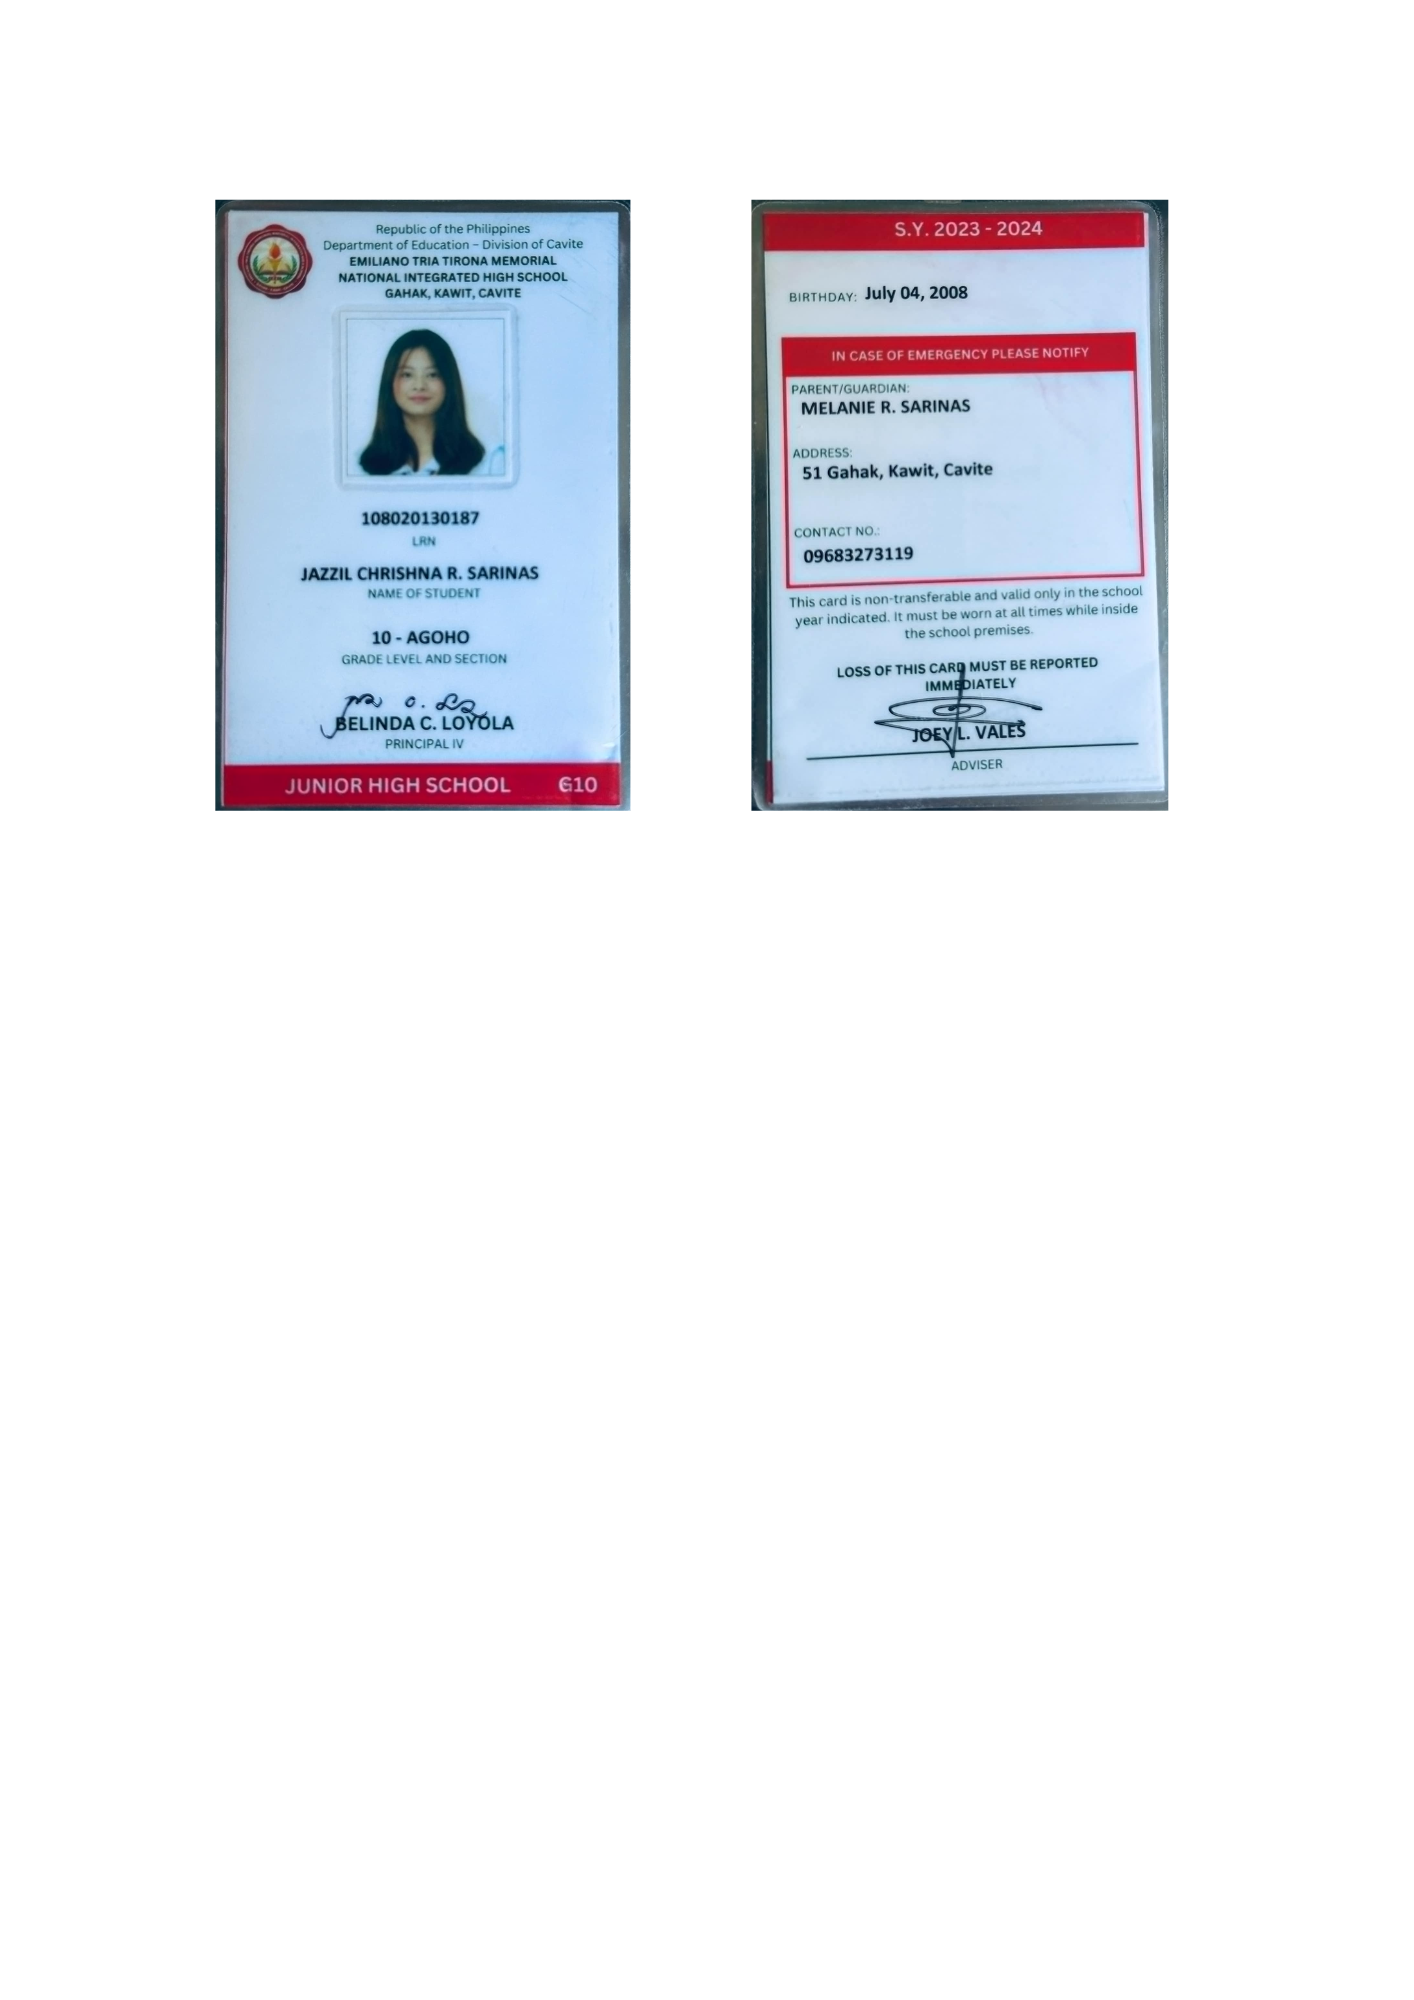 Republic of the Philippines
Department of Education – Division of Cavite
EMILIANO TRIA TIRONA MEMORIAL
NATIONAL INTEGRATED HIGH SCHOOL
GAHAK, KAWIT, CAVITE
108020130187
LRN
JAZZIL CHRISHNA R. SARINAS
NAME OF STUDENT
10 - AGOHO
GRADE LEVEL AND SECTION
BELINDA C. LOYOLA
PRINCIPAL IV
JUNIOR HIGH SCHOOL G10
S.Y. 2023 - 2024
BIRTHDAY: July 04, 2008
IN CASE OF EMERGENCY PLEASE NOTIFY
PARENT/GUARDIAN:
MELANIE R. SARINAS
ADDRESS:
51 Gahak, Kawit, Cavite
CONTACT NO.:
09683273119
This card is non-transferable and valid only in the school
year indicated. It must be worn at all times while inside
the school premises.
LOSS OF THIS CARD MUST BE REPORTED
IMMEDIATELY
JOEY L. VALES
ADVISER